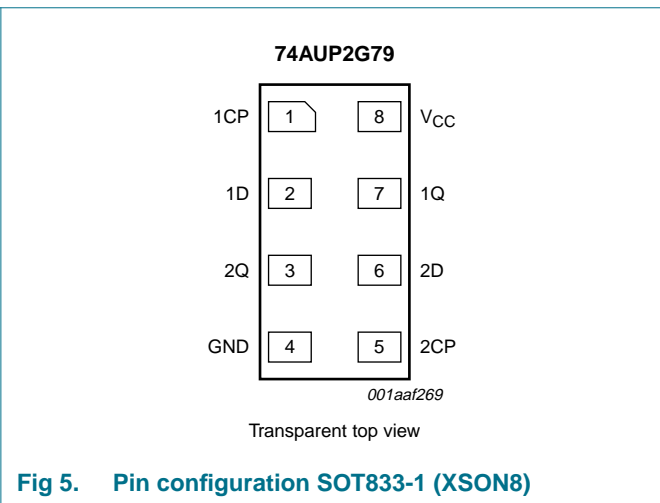 74AUP2G79
1CP 1 8 VCC
1D 2 7 1Q
2Q 3 6 2D
GND 4 5 2CP
001aaf269
Transparent top view
Fig 5. Pin configuration SOT833-1 (XSON8)